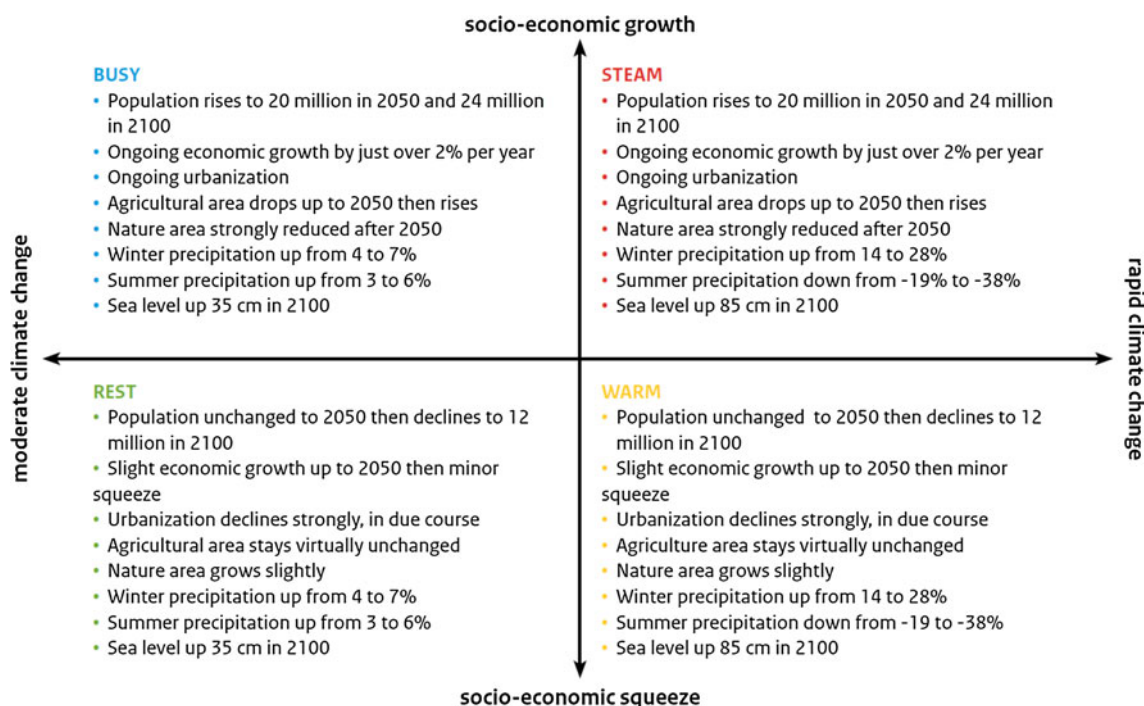 socio-economic growth
BUSY
• Population rises to 20 million in 2050 and 24 million
in 2100
• Ongoing economic growth by just over 2% per year
• Ongoing urbanization
• Agricultural area drops up to 2050 then rises
• Nature area strongly reduced after 2050
• Winter precipitation up from 4 to 7%
• Summer precipitation up from 3 to 6%
• Sea level up 35 cm in 2100
STEAM
• Population rises to 20 million in 2050 and 24 million
in 2100
• Ongoing economic growth by just over 2% per year
• Ongoing urbanization
• Agricultural area drops up to 2050 then rises
• Nature area strongly reduced after 2050
• Winter precipitation up from 14 to 28%
• Summer precipitation down from -19% to -38%
• Sea level up 85 cm in 2100
moderate climate change
rapid climate change
REST
• Population unchanged to 2050 then declines to 12
million in 2100
• Slight economic growth up to 2050 then minor
squeeze
• Urbanization declines strongly, in due course
• Agricultural area stays virtually unchanged
• Nature area grows slightly
• Winter precipitation up from 4 to 7%
• Summer precipitation up from 3 to 6%
• Sea level up 35 cm in 2100
WARM
• Population unchanged to 2050 then declines to 12
million in 2100
• Slight economic growth up to 2050 then minor
squeeze
• Urbanization declines strongly, in due course
• Agriculture area stays virtually unchanged
• Nature area grows slightly
• Winter precipitation up from 14 to 28%
• Summer precipitation down from -19 to -38%
• Sea level up 85 cm in 2100
socio-economic squeeze